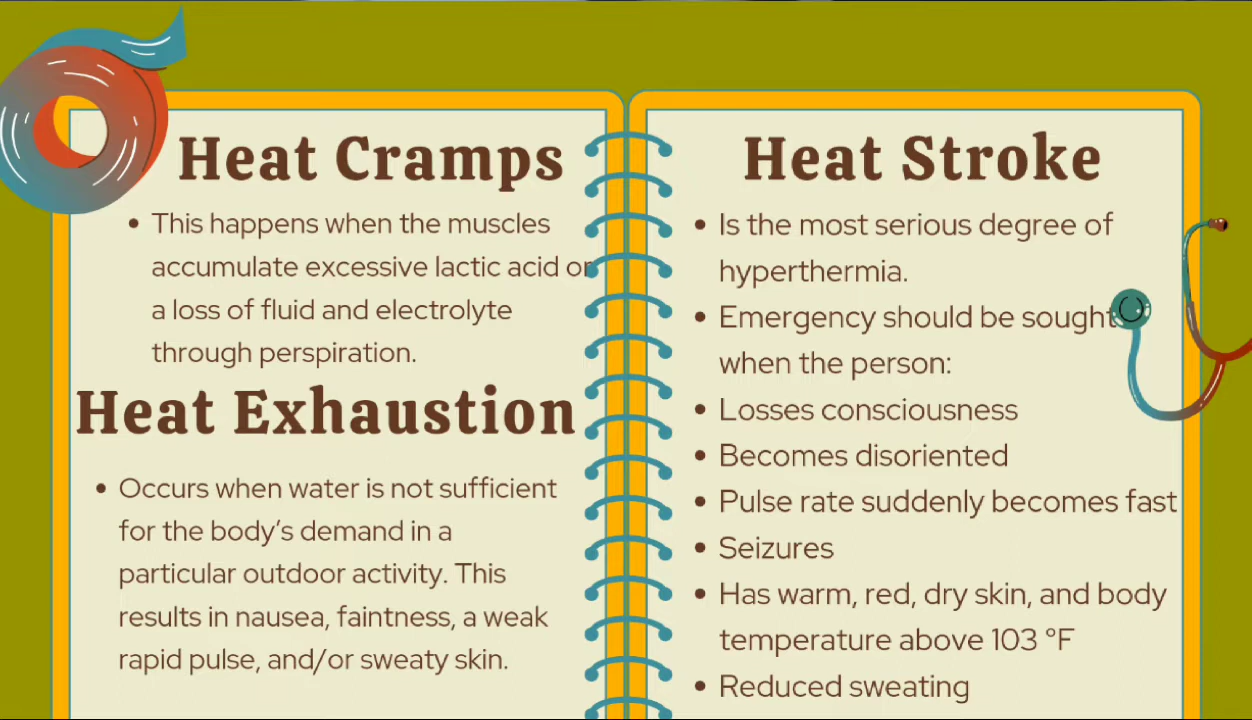 Heat Cramps
• This happens when the muscles
accumulate excessive lactic acid or
a loss of fluid and electrolyte
through perspiration.
Heat Exhaustion
• Occurs when water is not sufficient
for the body's demand in a
particular outdoor activity. This
results in nausea, faintness, a weak
rapid pulse, and/or sweaty skin.
Heat Stroke
• Is the most serious degree of
hyperthermia.
• Emergency should be sought
when the person:
• Losses consciousness
• Becomes disoriented
• Pulse rate suddenly becomes fast
• Seizures
• Has warm, red, dry skin, and body
temperature above 103 °F
• Reduced sweating